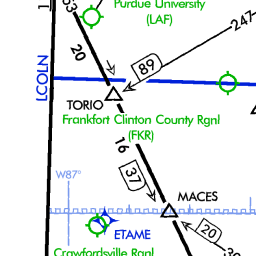 Purdue University
(LAF)
247
20
89
LCOLN
TORIO
Frankfort Clinton County Rgnl
(FKR)
16
37
W87°
MACES
20
ETAME
Crawfordsville Rgnl